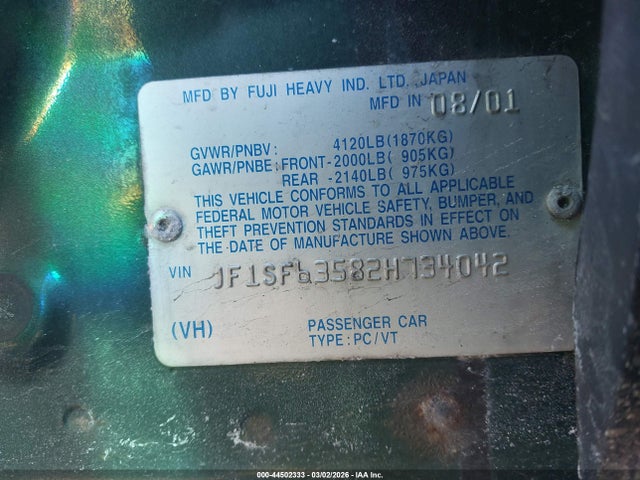 MFD BY FUJI HEAVY IND. LTD. JAPAN
MFD IN 08/01
GVWR/PNBV: 4120LB(1870KG)
GAWR/PNBE: FRONT-2000LB( 905KG)
REAR -2140LB( 975KG)
THIS VEHICLE CONFORMS TO ALL APPLICABLE
FEDERAL MOTOR VEHICLE SAFETY, BUMPER, AND
THEFT PREVENTION STANDARDS IN EFFECT ON
THE DATE OF MANUFACTURE SHOWN ABOVE.
VIN JF1SF63582H734042
(VH) PASSENGER CAR
TYPE: PC/VT
000-44502333 - 03/02/2026 - IAA Inc.